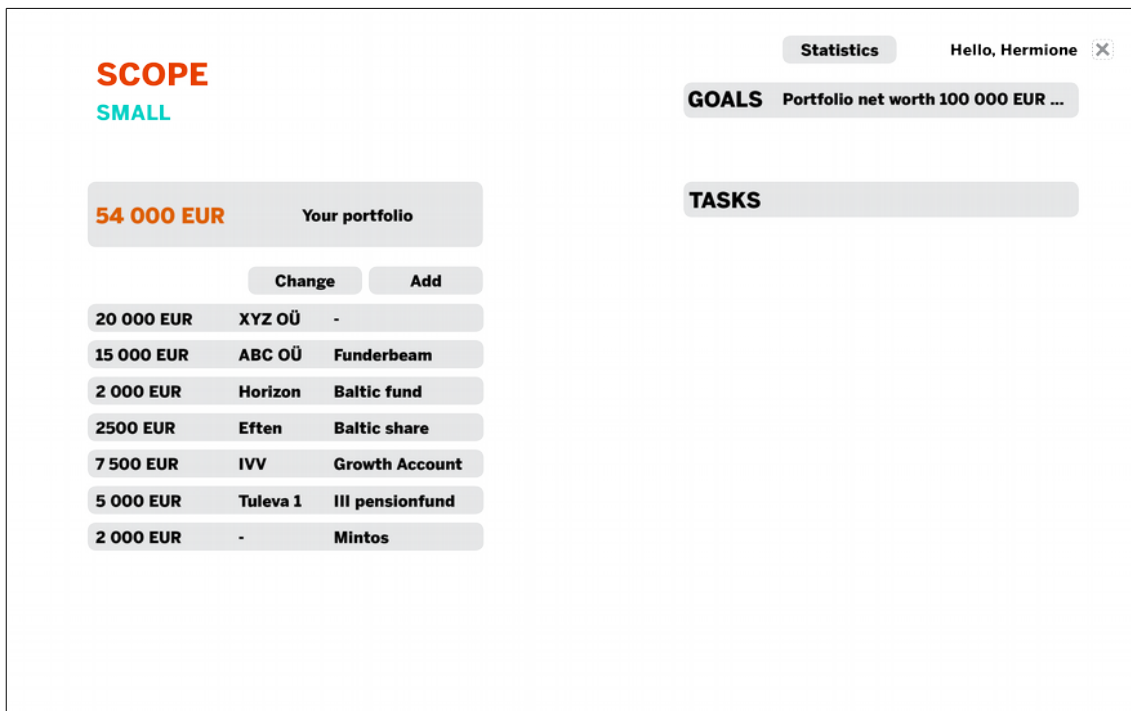 Statistics
Hello, Hermione
SCOPE
SMALL
GOALS Portfolio net worth 100 000 EUR ...
TASKS
54 000 EUR Your portfolio
Change Add
20 000 EUR XYZ OÜ -
15 000 EUR ABC OÜ Funderbeam
2 000 EUR Horizon Baltic fund
2500 EUR Eften Baltic share
7 500 EUR IVV Growth Account
5 000 EUR Tuleva 1 III pensionfund
2 000 EUR - Mintos